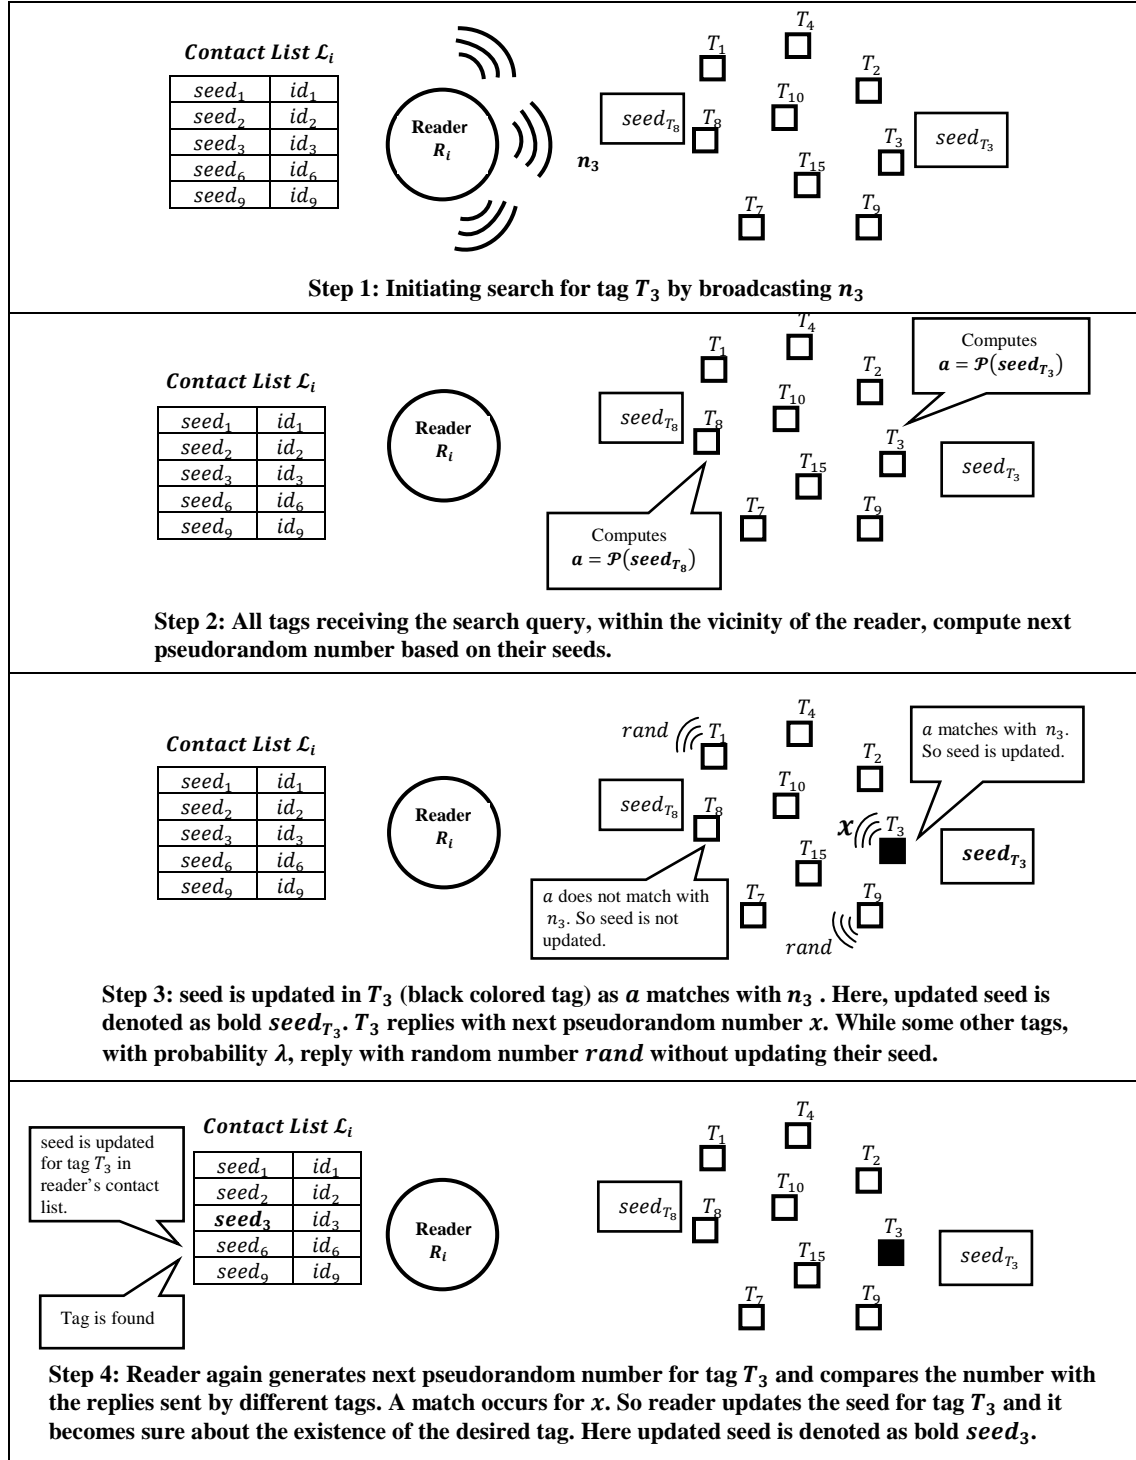 Contact List ℒᵢ
seed₁ id₁
seed₂ id₂
seed₃ id₃
seed₆ id₆
seed₉ id₉
Reader
Rᵢ
n₃
T₁
T₄
T₂
T₁₀
seed_T₈
T₈
T₃
seed_T₃
T₁₅
T₇
T₉
Step 1: Initiating search for tag T₃ by broadcasting n₃
Contact List ℒᵢ
seed₁ id₁
seed₂ id₂
seed₃ id₃
seed₆ id₆
seed₉ id₉
Reader
Rᵢ
T₁
T₄
T₂
Computes
a = 𝒫(seed_T₃)
T₁₀
seed_T₈
T₈
T₃
seed_T₃
T₁₅
T₇
T₉
Computes
a = 𝒫(seed_T₈)
Step 2: All tags receiving the search query, within the vicinity of the reader, compute next
pseudorandom number based on their seeds.
Contact List ℒᵢ
seed₁ id₁
seed₂ id₂
seed₃ id₃
seed₆ id₆
seed₉ id₉
Reader
Rᵢ
rand
T₁
T₄
T₂
a matches with n₃.
So seed is updated.
T₁₀
seed_T₈
T₈
x
T₃
seed_T₃
T₁₅
T₇
T₉
rand
a does not match with
n₃. So seed is not
updated.
Step 3: seed is updated in T₃ (black colored tag) as a matches with n₃ . Here, updated seed is
denoted as bold seed_T₃. T₃ replies with next pseudorandom number x. While some other tags,
with probability λ, reply with random number rand without updating their seed.
seed is updated
for tag T₃ in
reader's contact
list.
Tag is found
Contact List ℒᵢ
seed₁ id₁
seed₂ id₂
seed₃ id₃
seed₆ id₆
seed₉ id₉
Reader
Rᵢ
T₁
T₄
T₂
T₁₀
seed_T₈
T₈
T₃
seed_T₃
T₁₅
T₇
T₉
Step 4: Reader again generates next pseudorandom number for tag T₃ and compares the number with
the replies sent by different tags. A match occurs for x. So reader updates the seed for tag T₃ and it
becomes sure about the existence of the desired tag. Here updated seed is denoted as bold seed₃.